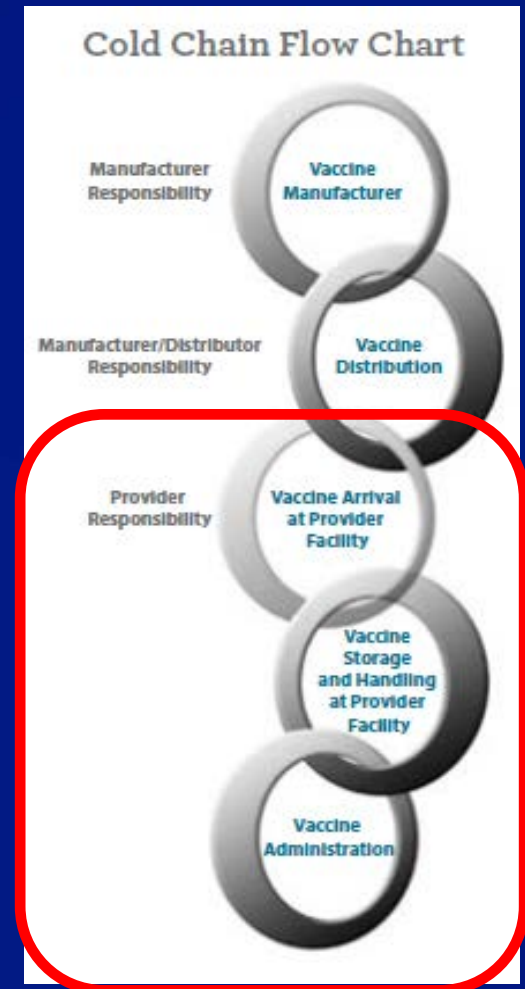 Cold Chain Flow Chart
Manufacturer
Responsibility
Vaccine
Manufacturer
Manufacturer/Distributor
Responsibility
Vaccine
Distribution
Provider
Responsibility
Vaccine Arrival
at Provider
Facility
Vaccine
Storage
and Handling
at Provider
Facility
Vaccine
Administration